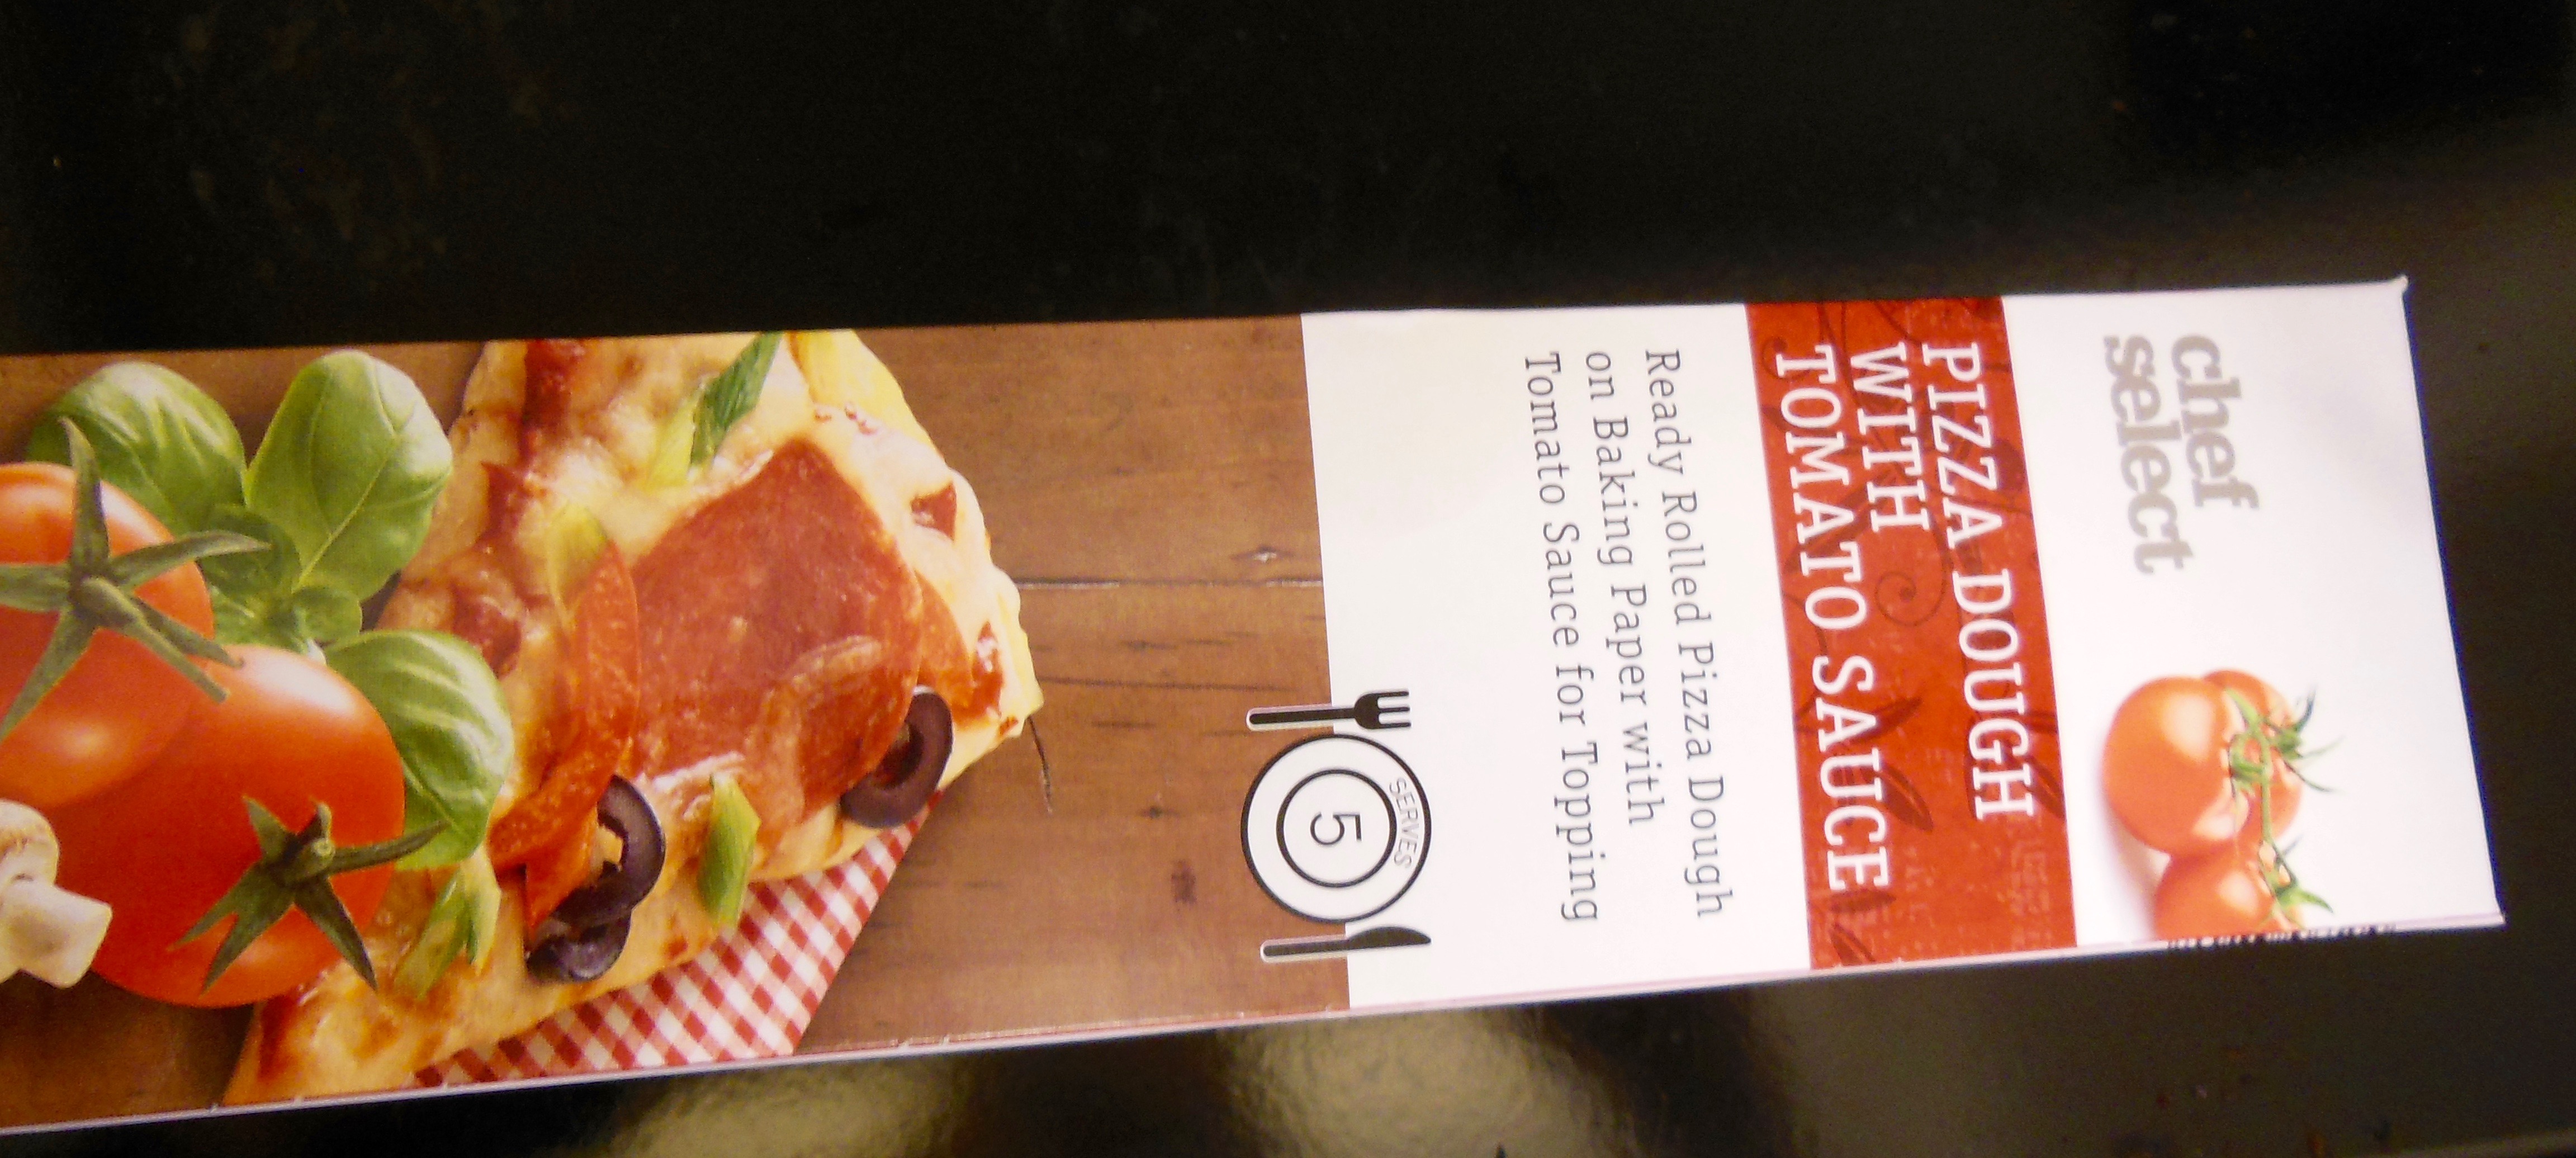 chef
select
PIZZA DOUGH
WITH
TOMATO SAUCE
Ready Rolled Pizza Dough
on Baking Paper with
Tomato Sauce for Topping
SERVES
5